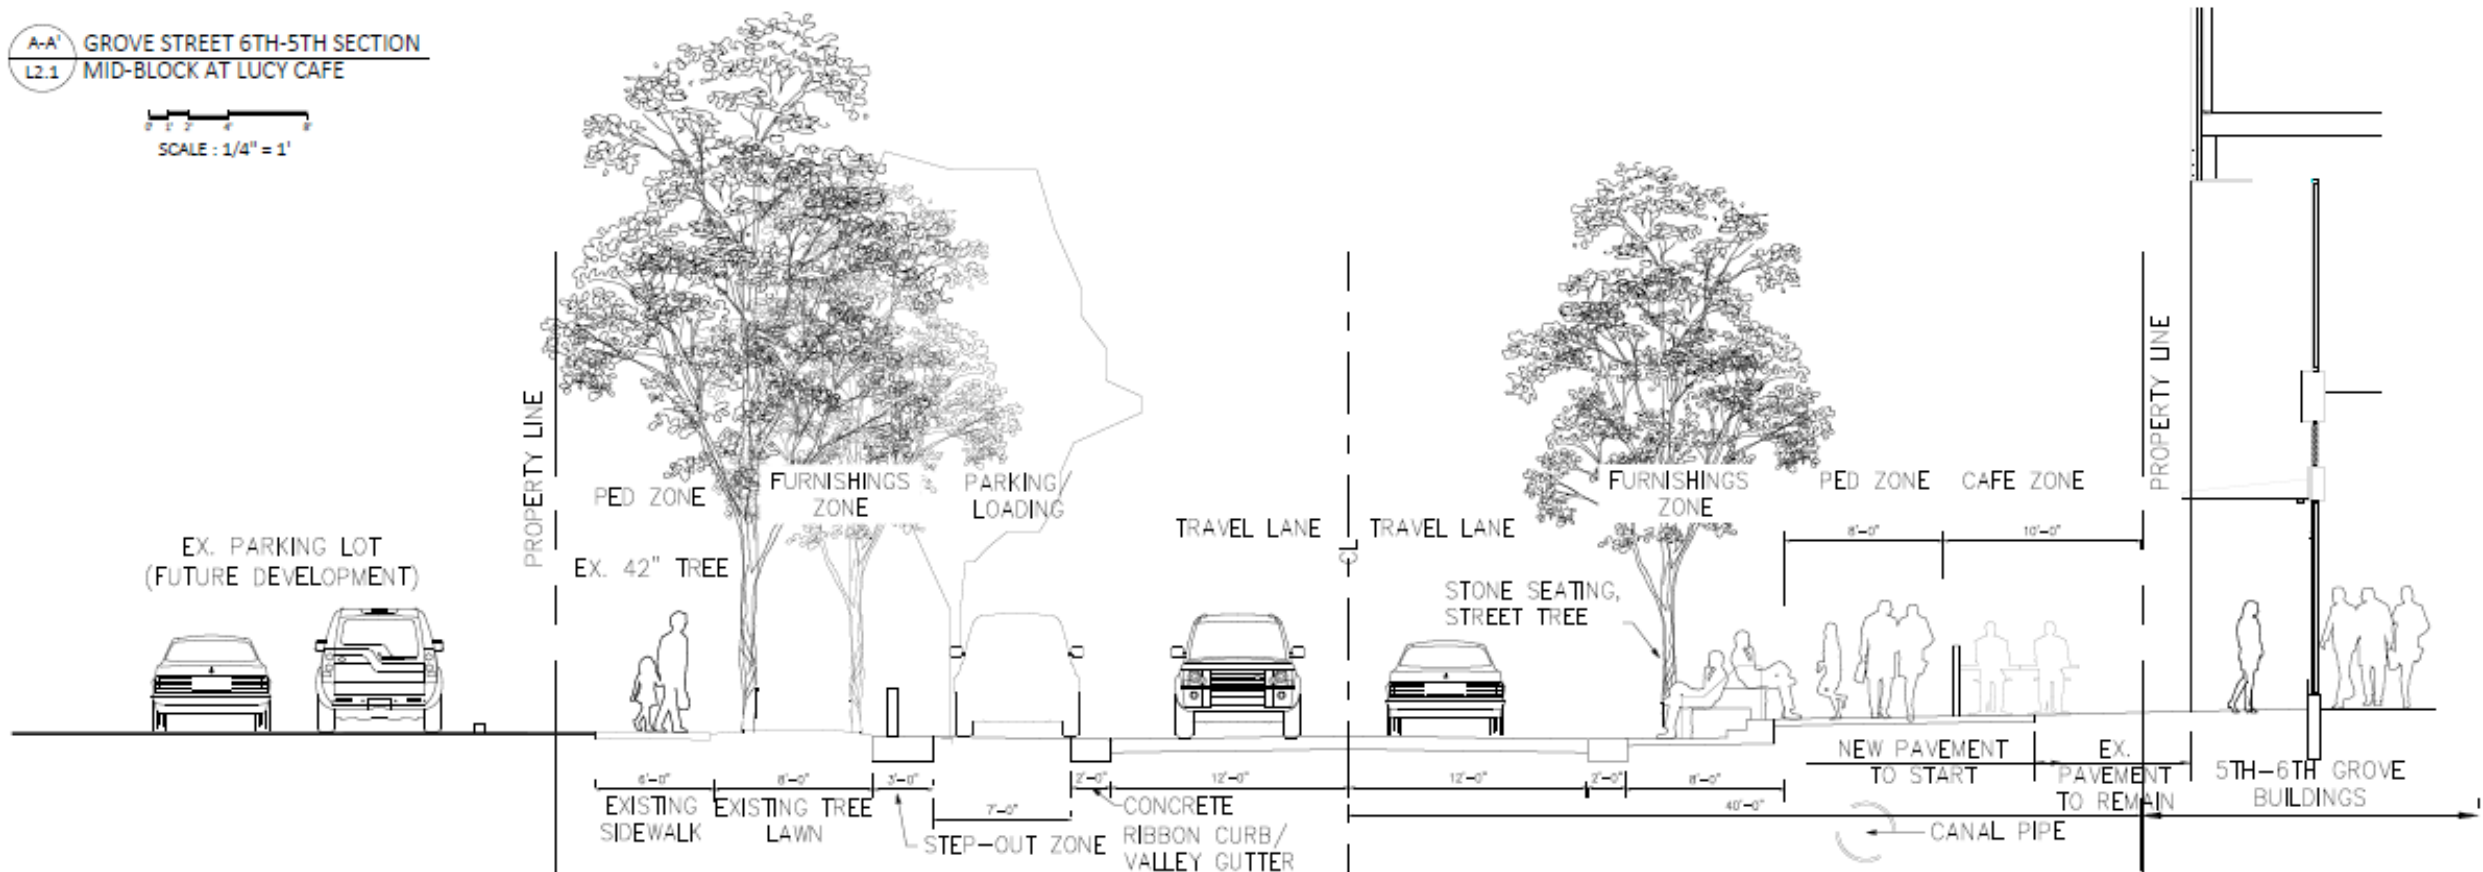 A-A'
L2.1
GROVE STREET 6TH-5TH SECTION
MID-BLOCK AT LUCY CAFE
0' 1' 2' 4' 8'
SCALE : 1/4" = 1'
EX. PARKING LOT
(FUTURE DEVELOPMENT)
PROPERTY LINE
PED ZONE
EX. 42" TREE
FURNISHINGS
ZONE
PARKING/
LOADING
TRAVEL LANE
CL
TRAVEL LANE
STONE SEATING,
STREET TREE
FURNISHINGS
ZONE
PED ZONE
CAFE ZONE
8'-0"
10'-0"
PROPERTY LINE
6'-0"
8'-0"
3'-0"
7'-0"
2'-0"
12'-0"
12'-0"
2'-0"
8'-0"
40'-0"
EXISTING
SIDEWALK
EXISTING TREE
LAWN
STEP-OUT ZONE
CONCRETE
RIBBON CURB/
VALLEY GUTTER
NEW PAVEMENT
TO START
EX.
PAVEMENT
TO REMAIN
CANAL PIPE
5TH-6TH GROVE
BUILDINGS